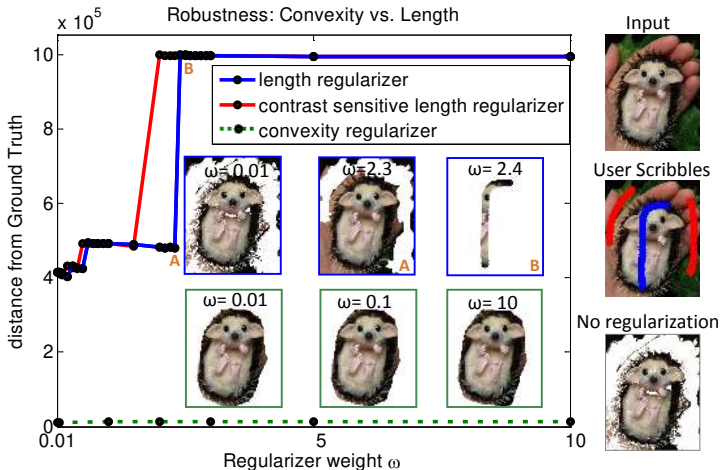 x 10⁵
Robustness: Convexity vs. Length
Input
10
8
6
4
2
0
distance from Ground Truth
B
length regularizer
contrast sensitive length regularizer
convexity regularizer
ω= 0.01
ω=2.3
ω= 2.4
A
A
B
User Scribbles
ω= 0.01
ω= 0.1
ω= 10
No regularization
0.01
5
10
Regularizer weight ω